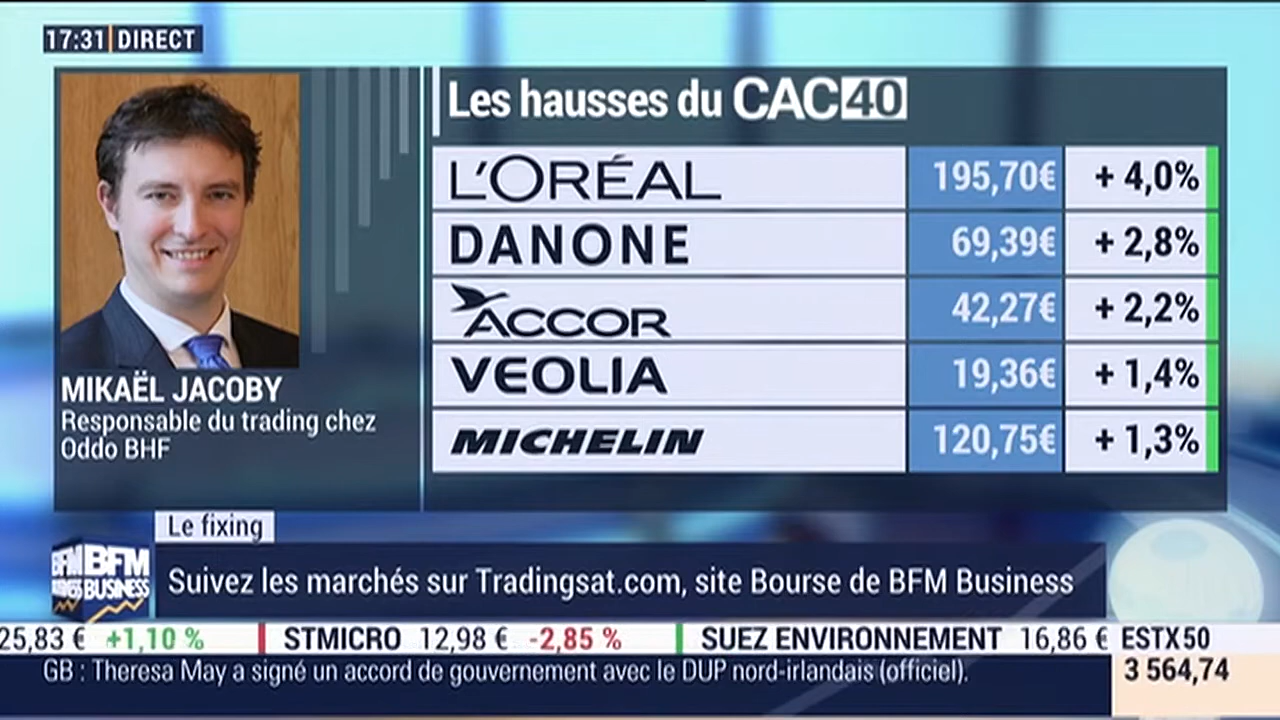 17:31 DIRECT
Les hausses du CAC40
L'ORÉAL 195,70€ + 4,0%
DANONE 69,39€ + 2,8%
ACCOR 42,27€ + 2,2%
VEOLIA 19,36€ + 1,4%
MICHELIN 120,75€ + 1,3%
MIKAËL JACOBY
Responsable du trading chez
Oddo BHF
Le fixing
BFM BFM
BUSINESS BUSINESS
Suivez les marchés sur Tradingsat.com, site Bourse de BFM Business
25,83 € +1,10 % STMICRO 12,98 € -2,85 % SUEZ ENVIRONNEMENT 16,86 € ESTX50
GB : Theresa May a signé un accord de gouvernement avec le DUP nord-irlandais (officiel).
3 564,74